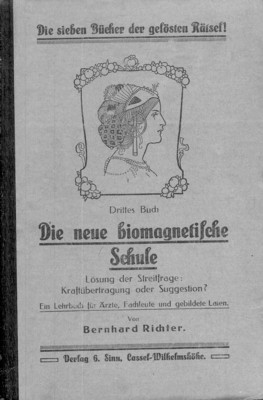 Die sieben Bücher der gelösten Rätsel!
Drittes Buch
Die neue biomagnetische
Schule
Lösung der Streitfrage:
Kraftübertragung oder Suggestion?
Ein Lehrbuch für Ärzte, Fachleute und gebildete Laien.
Von
Bernhard Richter.
Verlag G. Sinn, Cassel-Wilhelmshöhe.